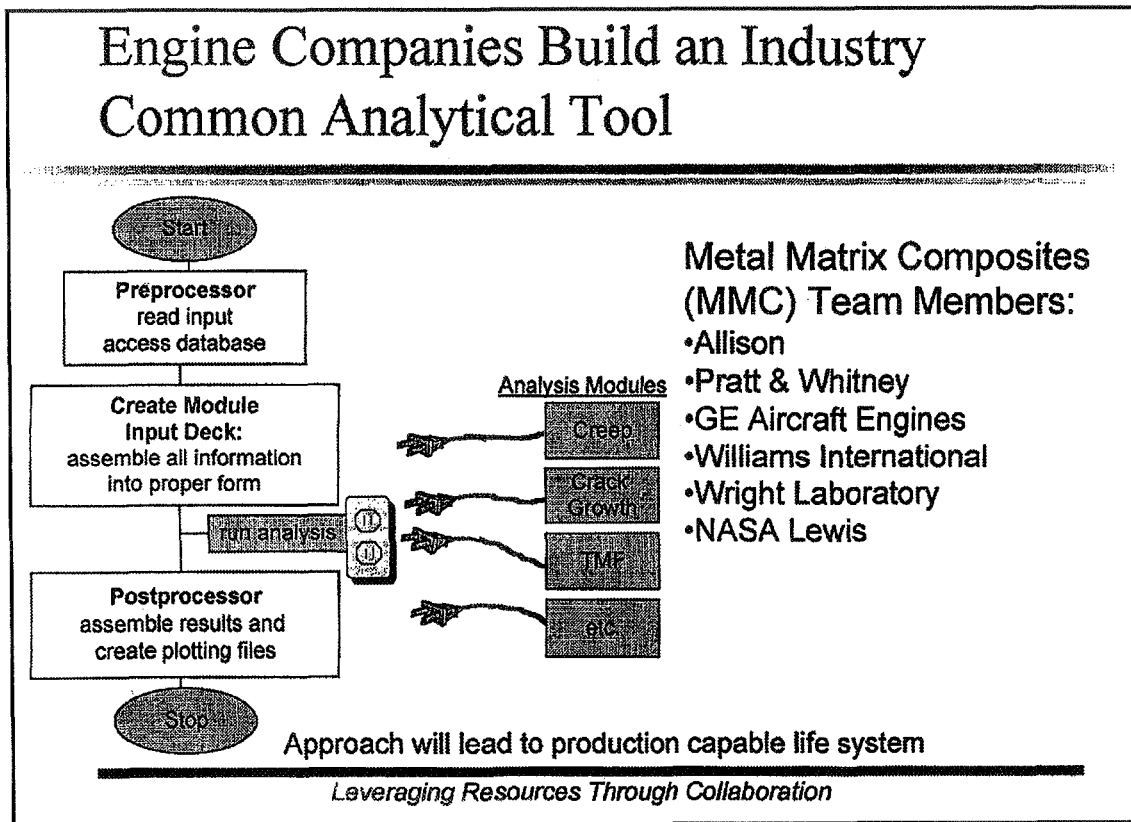 Engine Companies Build an Industry
Common Analytical Tool
Start
Preprocessor
read input
access database
Create Module
Input Deck:
assemble all information
into proper form
run analysis
Postprocessor
assemble results and
create plotting files
Stop
Analysis Modules
Creep
Crack
Growth
TMF
etc.
Metal Matrix Composites
(MMC) Team Members:
•Allison
•Pratt & Whitney
•GE Aircraft Engines
•Williams International
•Wright Laboratory
•NASA Lewis
Approach will lead to production capable life system
Leveraging Resources Through Collaboration